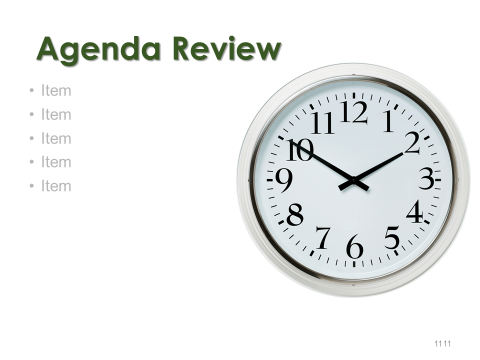 Agenda Review
• Item
• Item
• Item
• Item
• Item
12
1
2
3
4
5
6
7
8
9
10
11
1111